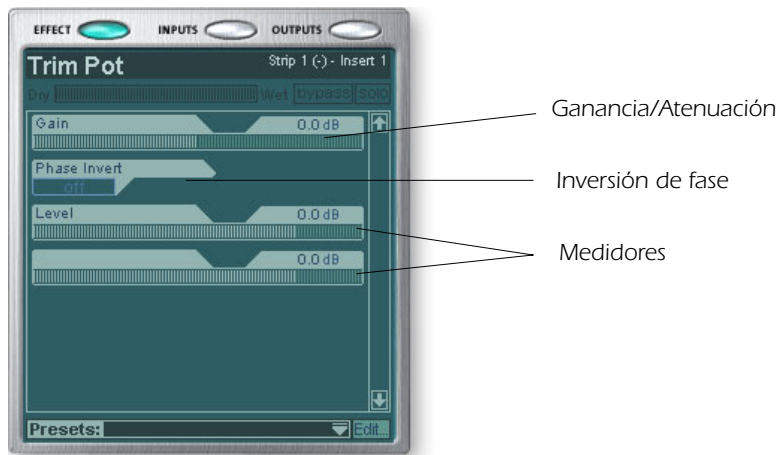 EFFECT INPUTS OUTPUTS
Trim Pot Strip 1 (-) - Insert 1
Dry Wet bypass solo
Gain 0.0 dB
Phase Invert
off
Level 0.0 dB
0.0 dB
Presets: Edit...
Ganancia/Atenuación
Inversión de fase
Medidores